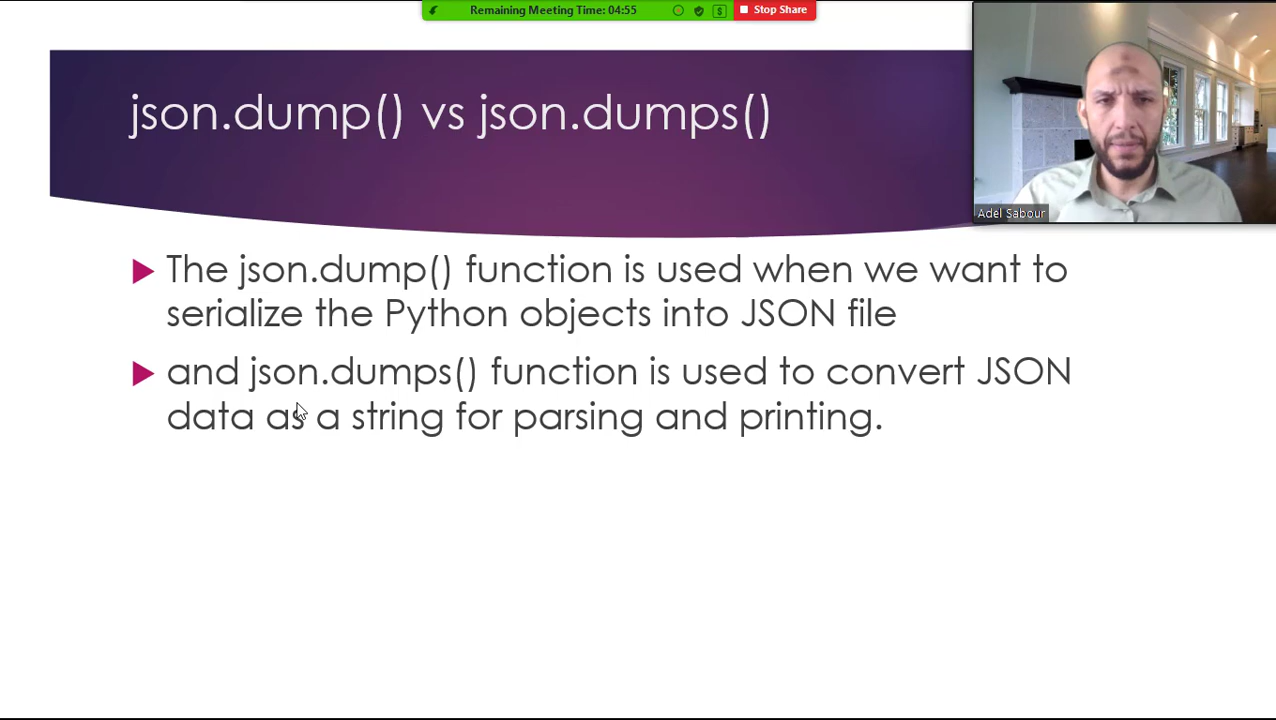 Remaining Meeting Time: 04:55
Stop Share
json.dump() vs json.dumps()
Adel Sabour
The json.dump() function is used when we want to
serialize the Python objects into JSON file
and json.dumps() function is used to convert JSON
data as a string for parsing and printing.